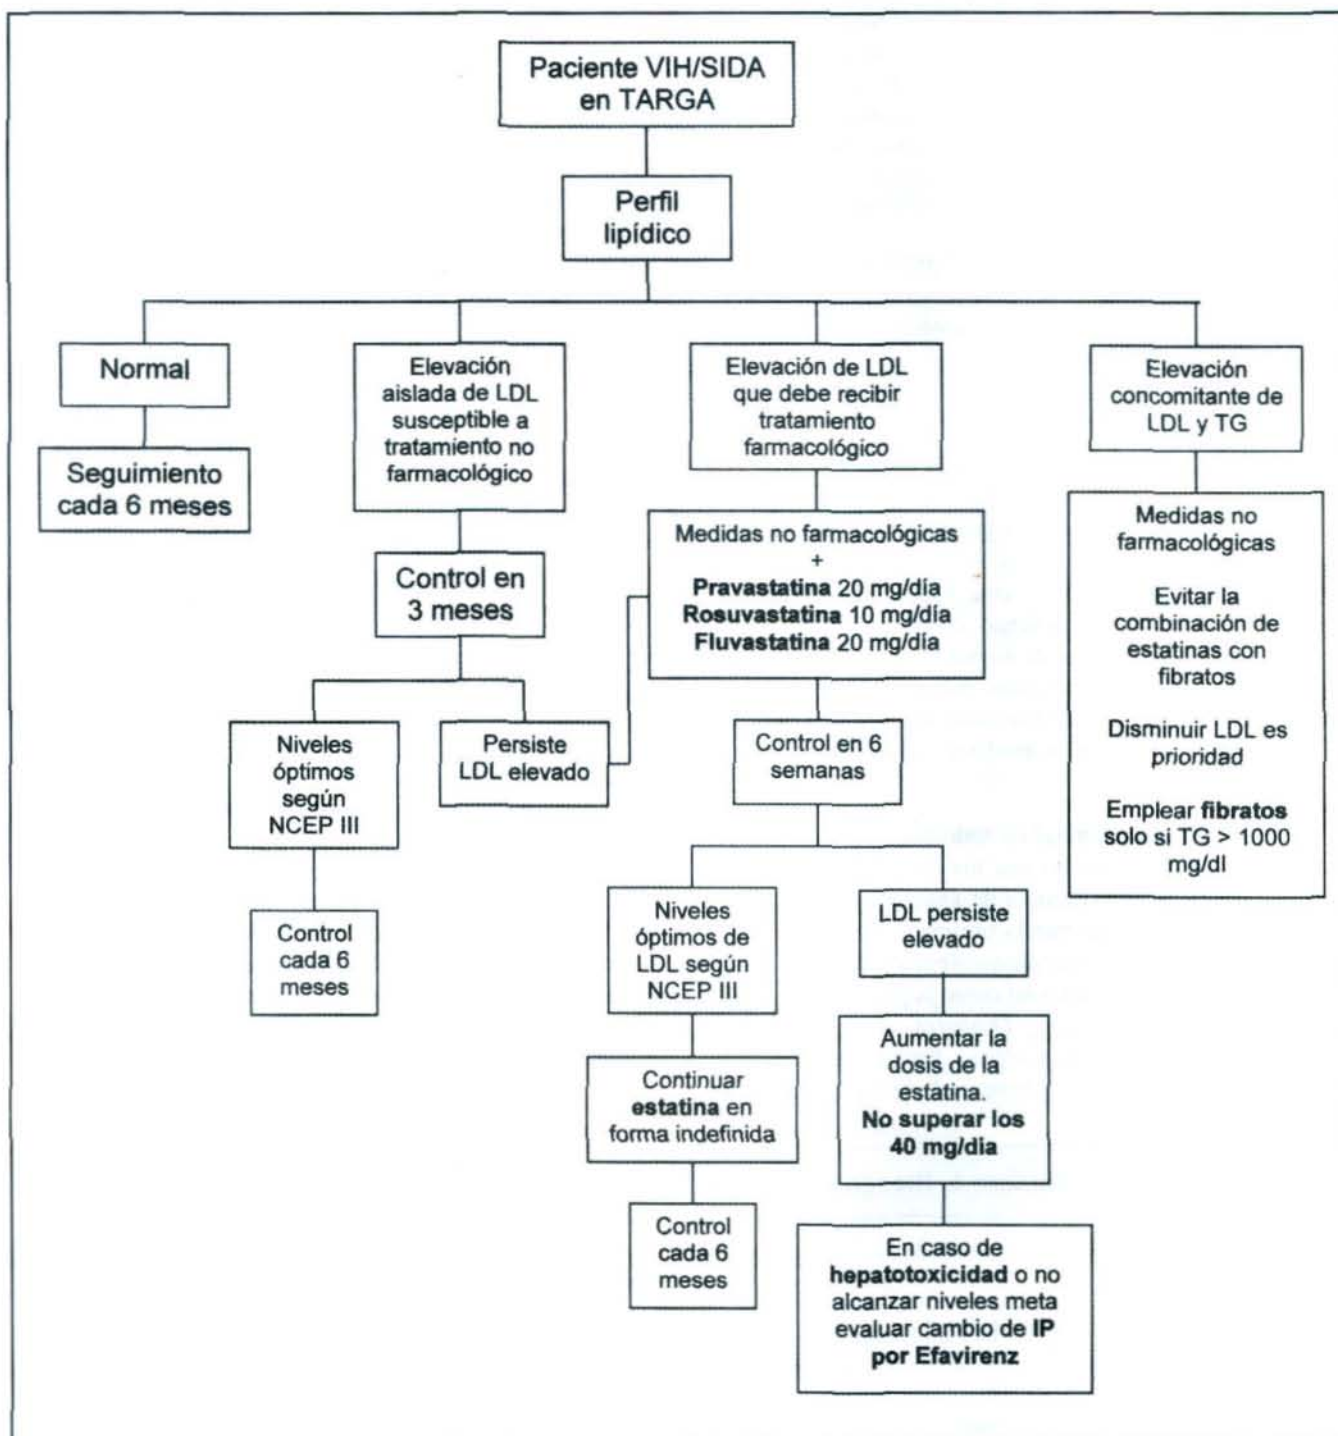 Paciente VIH/SIDA
en TARGA
Perfil
lipídico
Normal
Seguimiento
cada 6 meses
Elevación
aislada de LDL
susceptible a
tratamiento no
farmacológico
Control en
3 meses
Niveles
óptimos
según
NCEP III
Control
cada 6
meses
Persiste
LDL elevado
Elevación de LDL
que debe recibir
tratamiento
farmacológico
Medidas no farmacológicas
+
Pravastatina 20 mg/día
Rosuvastatina 10 mg/día
Fluvastatina 20 mg/día
Control en 6
semanas
Niveles
óptimos de
LDL según
NCEP III
Continuar
estatina en
forma indefinida
Control
cada 6
meses
LDL persiste
elevado
Aumentar la
dosis de la
estatina.
No superar los
40 mg/día
En caso de
hepatotoxicidad o no
alcanzar niveles meta
evaluar cambio de IP
por Efavirenz
Elevación
concomitante de
LDL y TG
Medidas no
farmacológicas
Evitar la
combinación de
estatinas con
fibratos
Disminuir LDL es
prioridad
Emplear fibratos
solo si TG > 1000
mg/dl